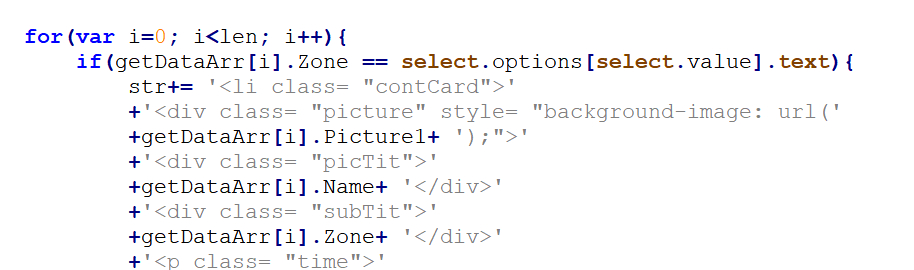 for(var i=0; i<len; i++){
if(getDataArr[i].Zone == select.options[select.value].text){
str+= '<li class= "contCard">'
+'<div class= "picture" style= "background-image: url('
+getDataArr[i].Picture1+ ');">'
+'<div class= "picTit">'
+getDataArr[i].Name+ '</div>'
+'<div class= "subTit">'
+getDataArr[i].Zone+ '</div>'
+'<p class= "time">'